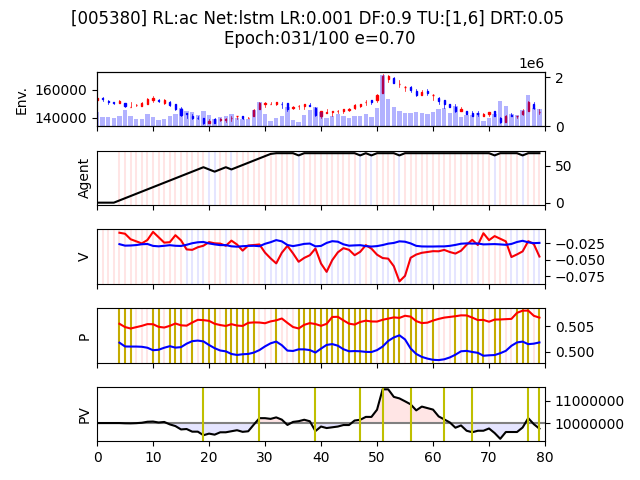 [005380] RL:ac Net:lstm LR:0.001 DF:0.9 TU:[1,6] DRT:0.05
Epoch:031/100 e=0.70
1e6
Env.
160000
140000
2
0
Agent
50
0
V
−0.025
−0.050
−0.075
P
0.505
0.500
PV
11000000
10000000
0 10 20 30 40 50 60 70 80